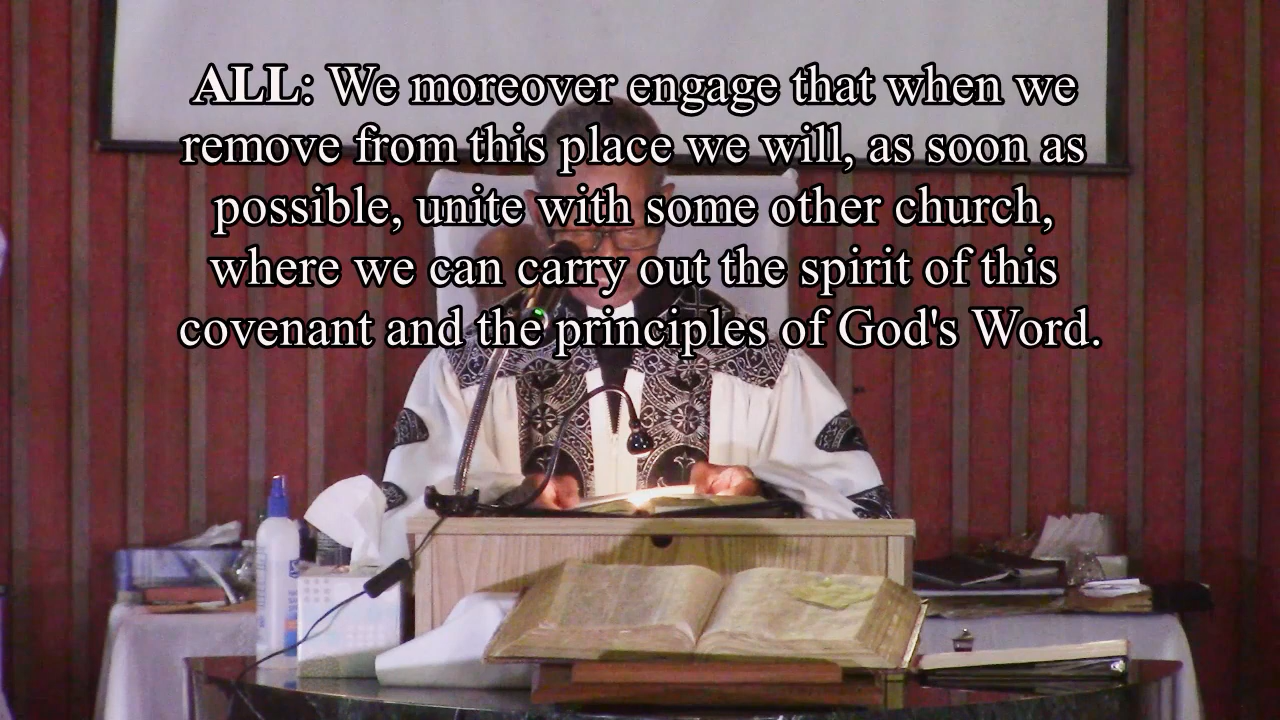 ALL: We moreover engage that when we
remove from this place we will, as soon as
possible, unite with some other church,
where we can carry out the spirit of this
covenant and the principles of God's Word.